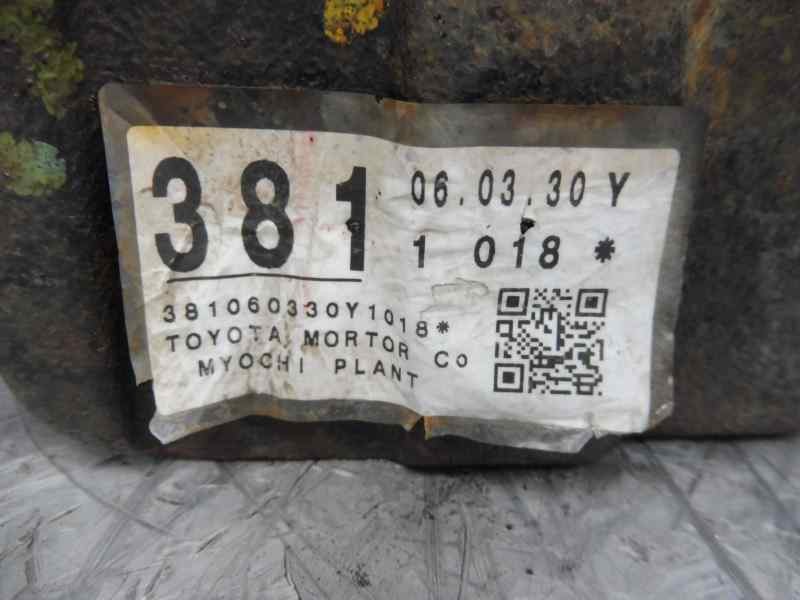 381 06.03.30 Y
1 018 *
381060330Y1018*
TOYOTA MORTOR Co
MYOCHI PLANT